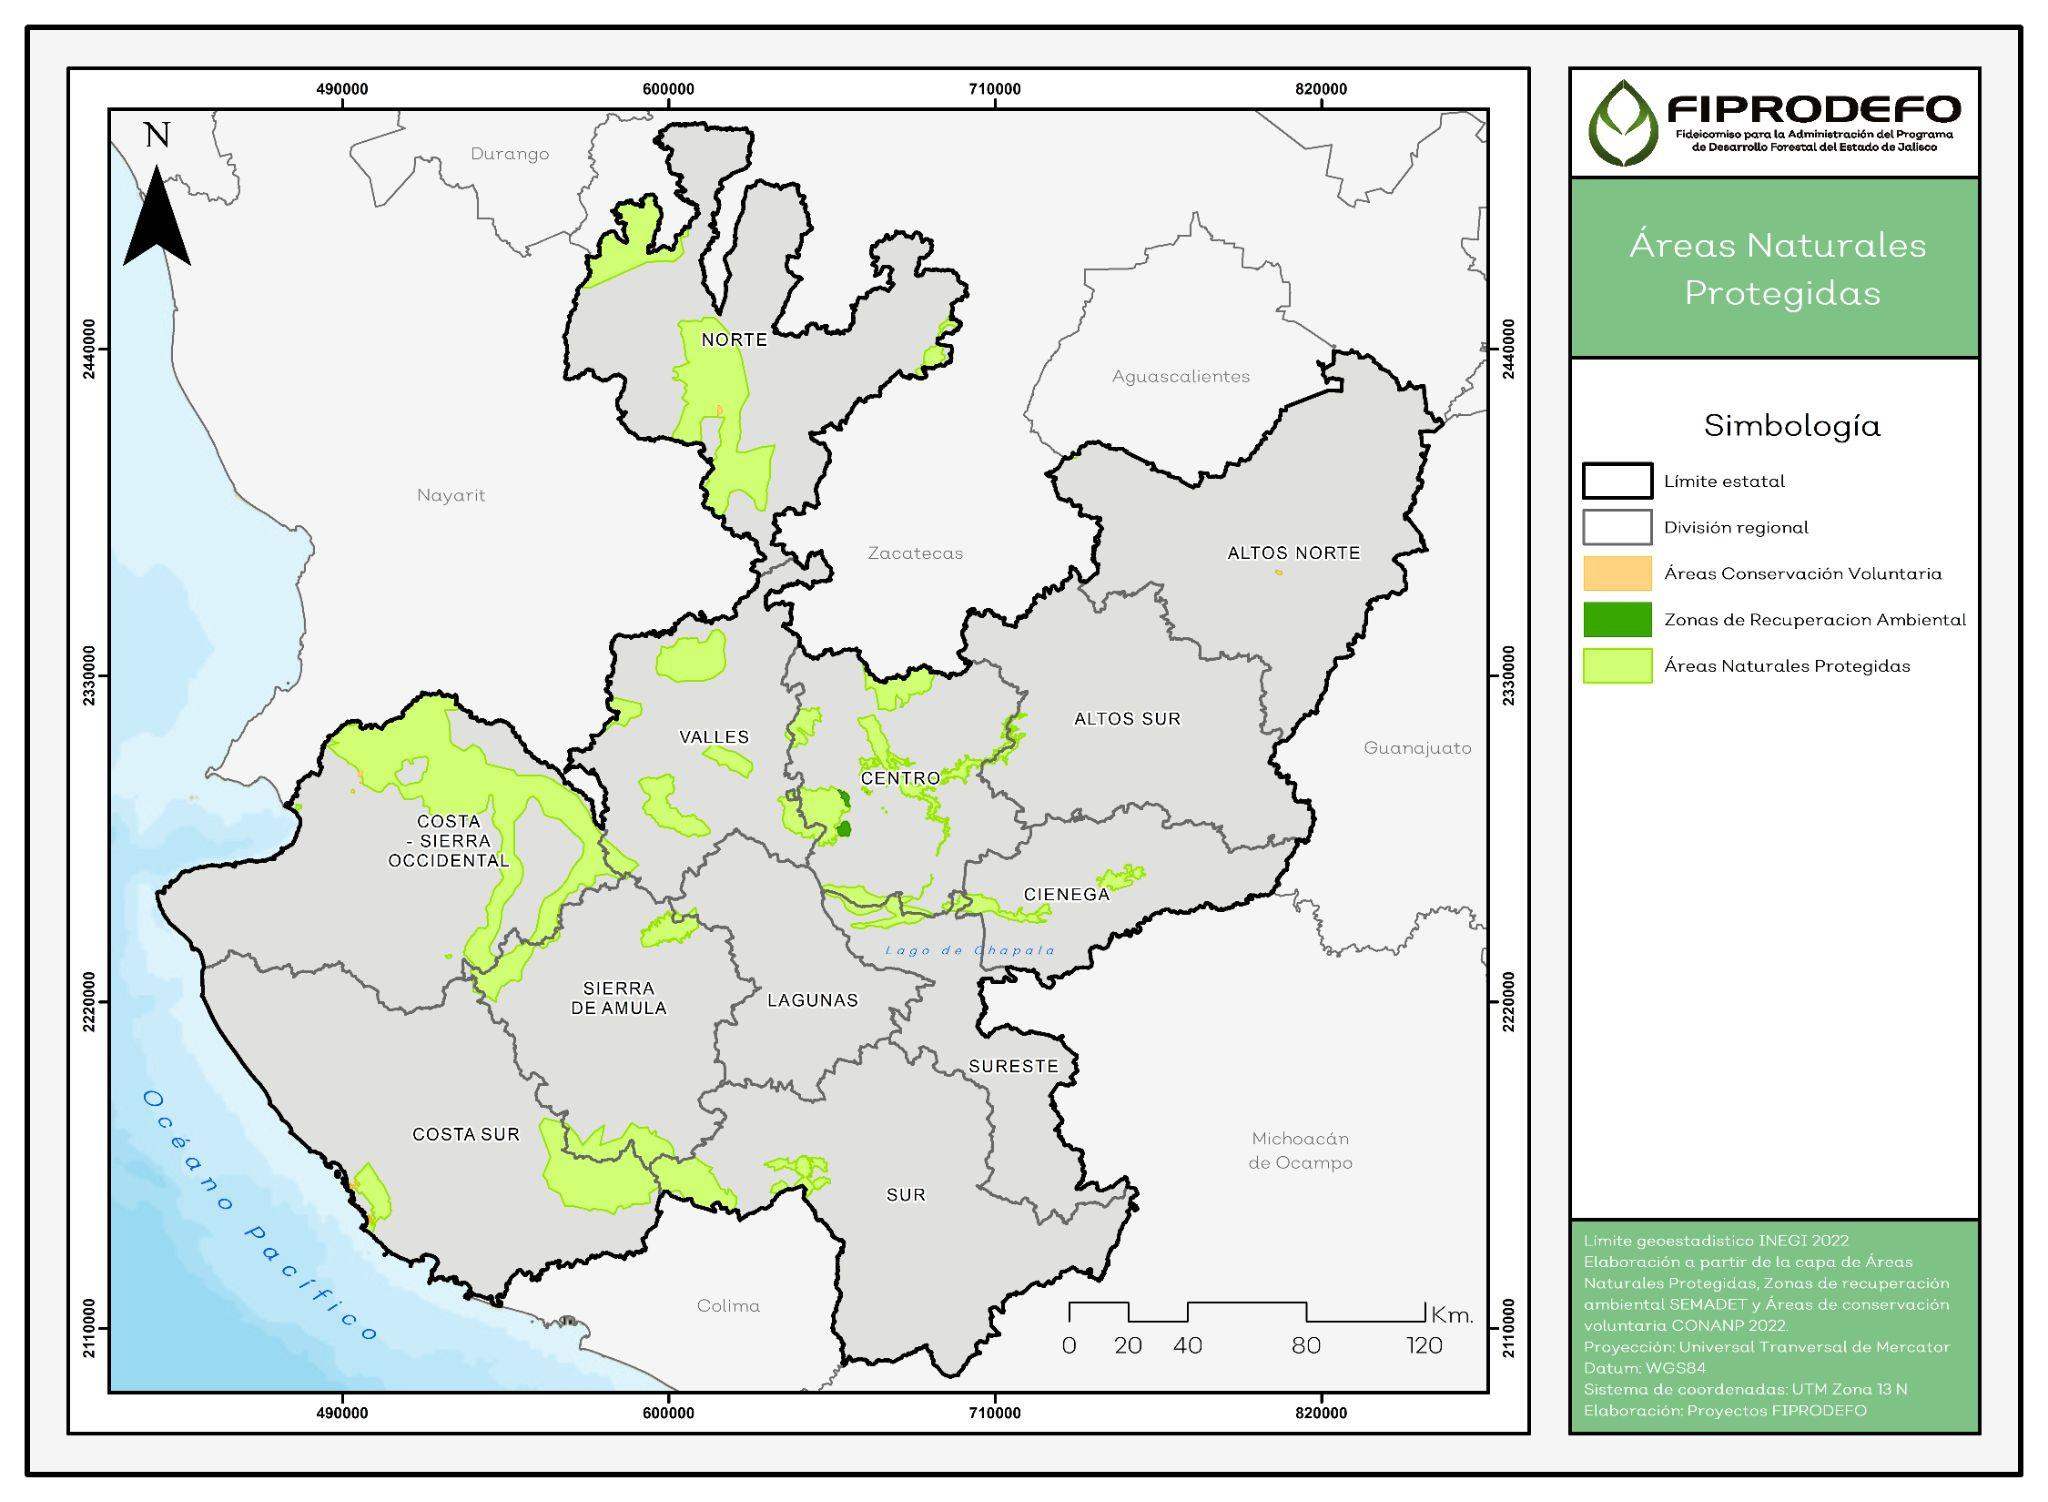 490000
600000
710000
820000
N
Durango
NORTE
2440000
2440000
Aguascalientes
Nayarit
Zacatecas
ALTOS NORTE
2330000
2330000
ALTOS SUR
VALLES
Guanajuato
CENTRO
COSTA
- SIERRA
OCCIDENTAL
CIENEGA
Lago de Chapala
SIERRA
DE AMULA
LAGUNAS
2220000
2220000
SURESTE
COSTA SUR
Michoacán
de Ocampo
SUR
Océano Pacífico
Colima
2110000
2110000
Km.
0 20 40 80 120
490000
600000
710000
820000
FIPRODEFO
Fideicomiso para la Administración del Programa
de Desarrollo Forestal del Estado de Jalisco
Áreas Naturales
Protegidas
Simbología
Límite estatal
División regional
Áreas Conservación Voluntaria
Zonas de Recuperacion Ambiental
Áreas Naturales Protegidas
Límite geoestadistico INEGI 2022
Elaboración a partir de la capa de Áreas
Naturales Protegidas, Zonas de recuperación
ambiental SEMADET y Áreas de conservación
voluntaria CONANP 2022.
Proyección: Universal Tranversal de Mercator
Datum: WGS84
Sistema de coordenadas: UTM Zona 13 N
Elaboración: Proyectos FIPRODEFO